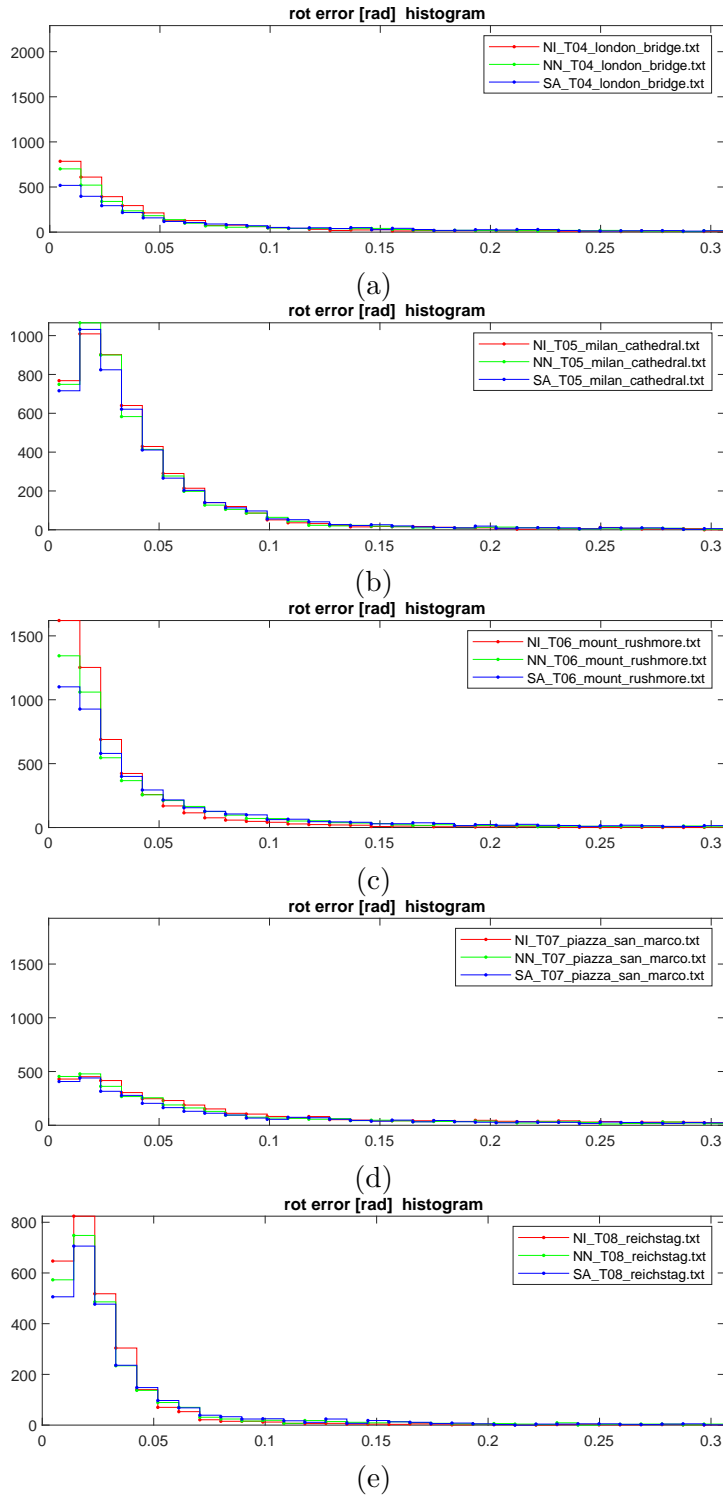 rot error [rad]  histogram
2000
1500
1000
500
0
NI_T04_london_bridge.txt
NN_T04_london_bridge.txt
SA_T04_london_bridge.txt
0 0.05 0.1 0.15 0.2 0.25 0.3
(a)
rot error [rad]  histogram
1000
800
600
400
200
0
NI_T05_milan_cathedral.txt
NN_T05_milan_cathedral.txt
SA_T05_milan_cathedral.txt
0 0.05 0.1 0.15 0.2 0.25 0.3
(b)
rot error [rad]  histogram
1500
1000
500
0
NI_T06_mount_rushmore.txt
NN_T06_mount_rushmore.txt
SA_T06_mount_rushmore.txt
0 0.05 0.1 0.15 0.2 0.25 0.3
(c)
rot error [rad]  histogram
1500
1000
500
0
NI_T07_piazza_san_marco.txt
NN_T07_piazza_san_marco.txt
SA_T07_piazza_san_marco.txt
0 0.05 0.1 0.15 0.2 0.25 0.3
(d)
rot error [rad]  histogram
800
600
400
200
0
NI_T08_reichstag.txt
NN_T08_reichstag.txt
SA_T08_reichstag.txt
0 0.05 0.1 0.15 0.2 0.25 0.3
(e)